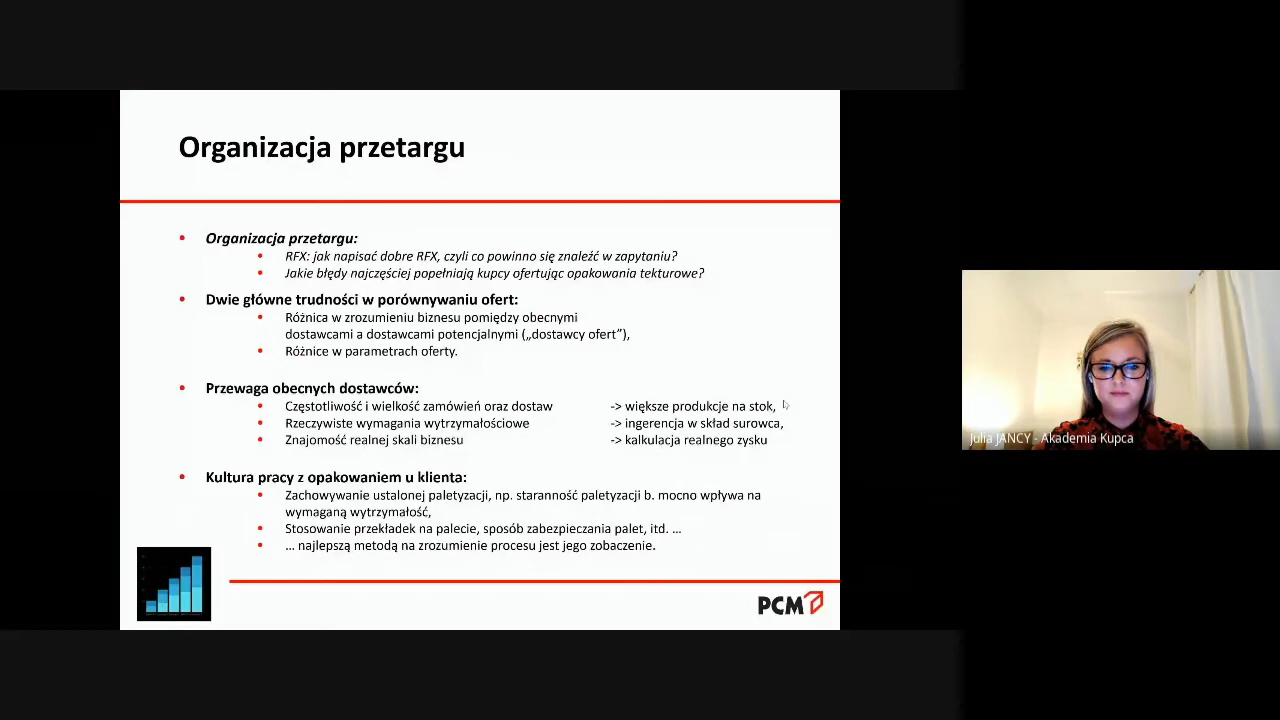 Organizacja przetargu
Organizacja przetargu:
RFX: jak napisać dobre RFX, czyli co powinno się znaleźć w zapytaniu?
Jakie błędy najczęściej popełniają kupcy ofertując opakowania tekturowe?
Dwie główne trudności w porównywaniu ofert:
Różnica w zrozumieniu biznesu pomiędzy obecnymi
dostawcami a dostawcami potencjalnymi („dostawcy ofert”),
Różnice w parametrach oferty.
Przewaga obecnych dostawców:
Częstotliwość i wielkość zamówień oraz dostaw -> większe produkcje na stok,
Rzeczywiste wymagania wytrzymałościowe -> ingerencja w skład surowca,
Znajomość realnej skali biznesu -> kalkulacja realnego zysku
Kultura pracy z opakowaniem u klienta:
Zachowywanie ustalonej paletyzacji, np. staranność paletyzacji b. mocno wpływa na
wymaganą wytrzymałość,
Stosowanie przekładek na palecie, sposób zabezpieczania palet, itd. ...
... najlepszą metodą na zrozumienie procesu jest jego zobaczenie.
PCM
Julia JANCY - Akademia Kupca